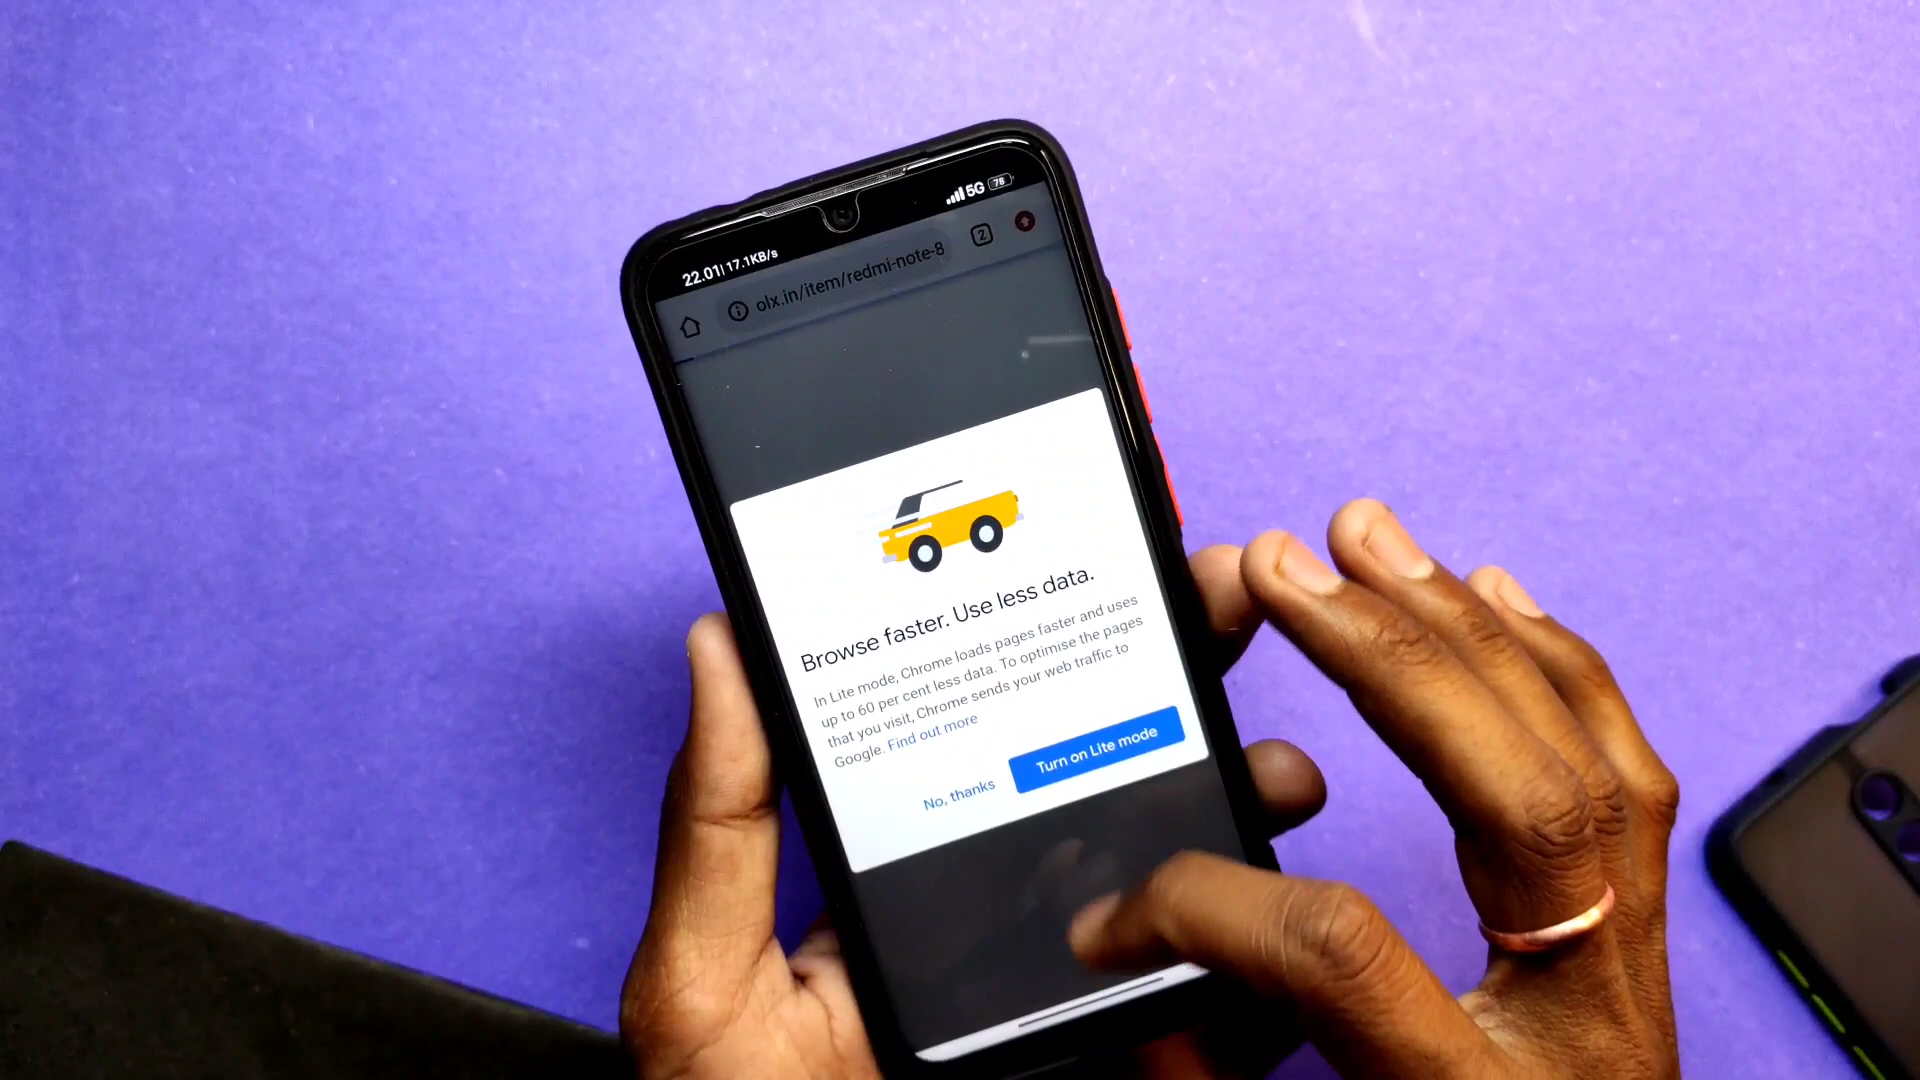 22.01 | 17.1KB/s
5G 78
olx.in/item/redmi-note-8
2
Browse faster. Use less data.
In Lite mode, Chrome loads pages faster and uses
up to 60 per cent less data. To optimise the pages
that you visit, Chrome sends your web traffic to
Google. Find out more
No, thanks
Turn on Lite mode